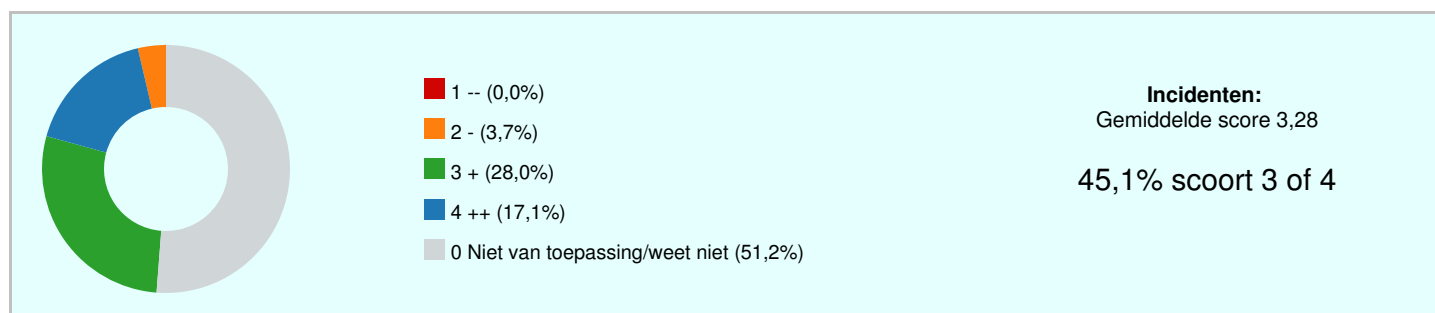 1 -- (0,0%)
2 - (3,7%)
3 + (28,0%)
4 ++ (17,1%)
0 Niet van toepassing/weet niet (51,2%)
Incidenten:
Gemiddelde score 3,28
45,1% scoort 3 of 4